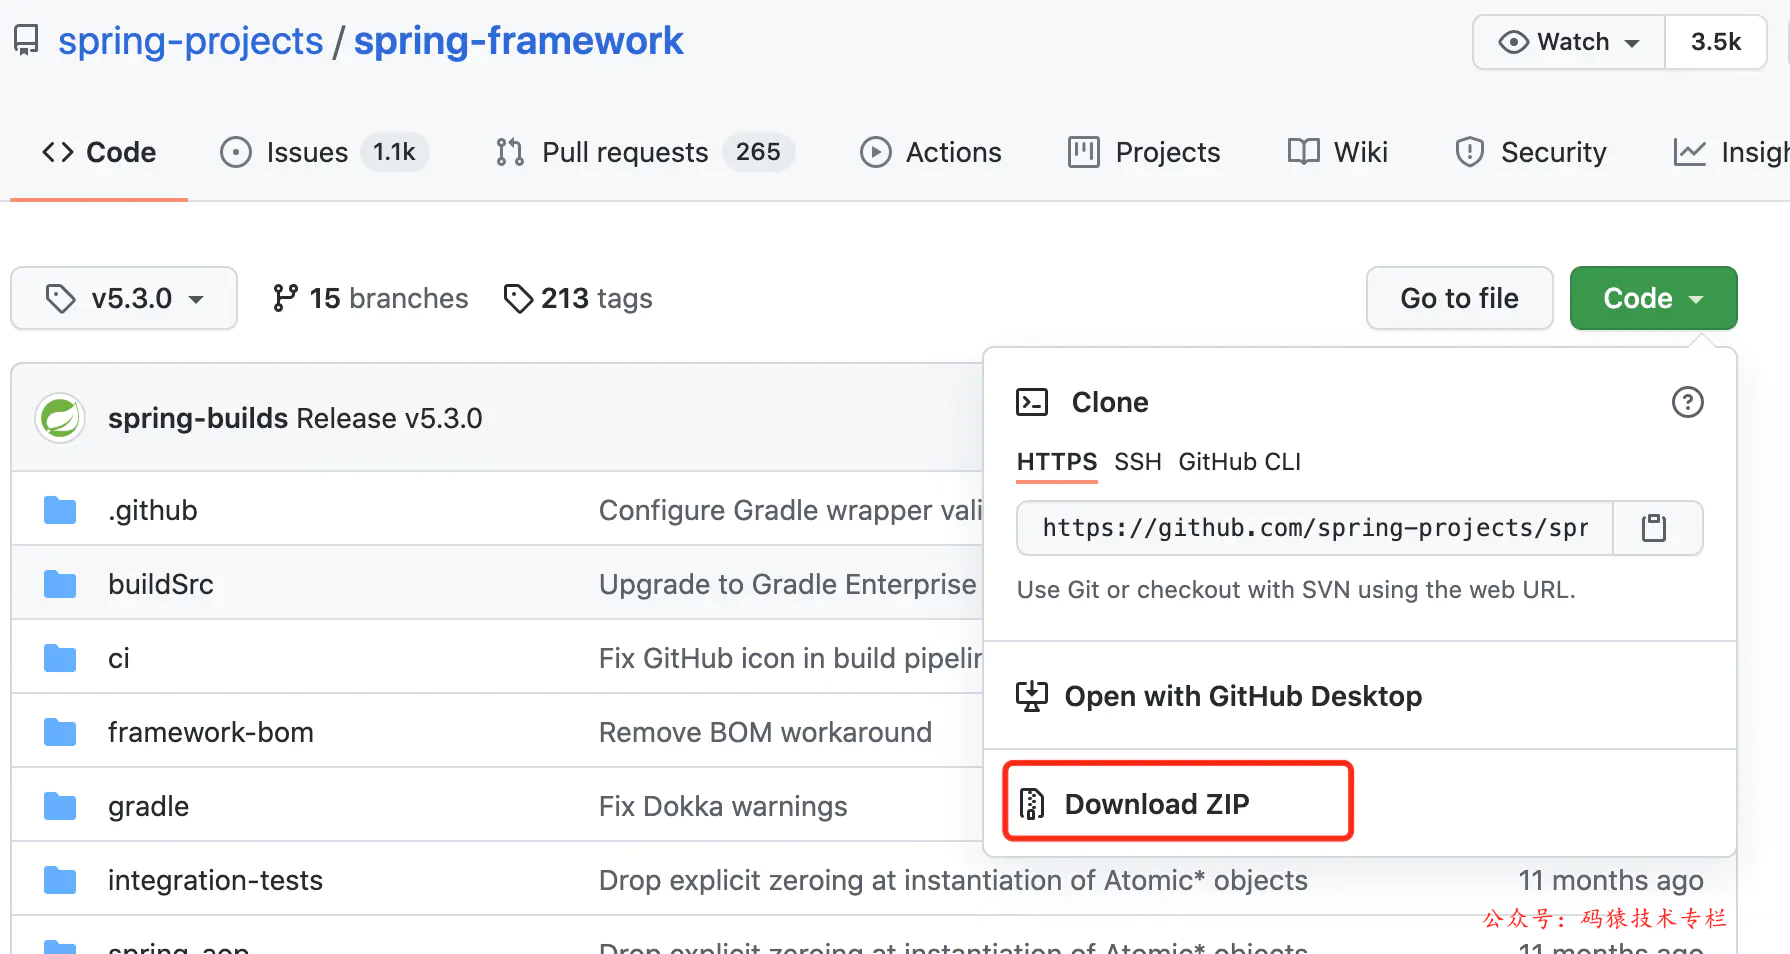 spring-projects / spring-framework
Watch 3.5k
Code Issues 1.1k Pull requests 265 Actions Projects Wiki Security Insigh
v5.3.0 15 branches 213 tags Go to file Code
spring-builds Release v5.3.0
Clone
HTTPS SSH GitHub CLI
https://github.com/spring-projects/spr
Use Git or checkout with SVN using the web URL.
Open with GitHub Desktop
Download ZIP
.github Configure Gradle wrapper vali
buildSrc Upgrade to Gradle Enterprise
ci Fix GitHub icon in build pipelin
framework-bom Remove BOM workaround
gradle Fix Dokka warnings
integration-tests Drop explicit zeroing at instantiation of Atomic* objects 11 months ago
公众号：码猿技术专栏
spring-aop Drop explicit zeroing at instantiation of Atomic* objects 11 months ago